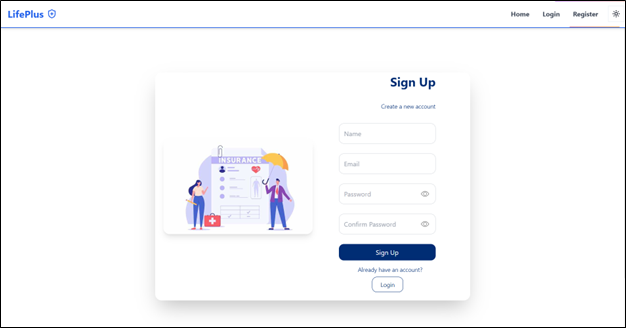 LifePlus
Home Login Register
Sign Up
Create a new account
INSURANCE
Name
Email
Password
Confirm Password
Sign Up
Already have an account?
Login